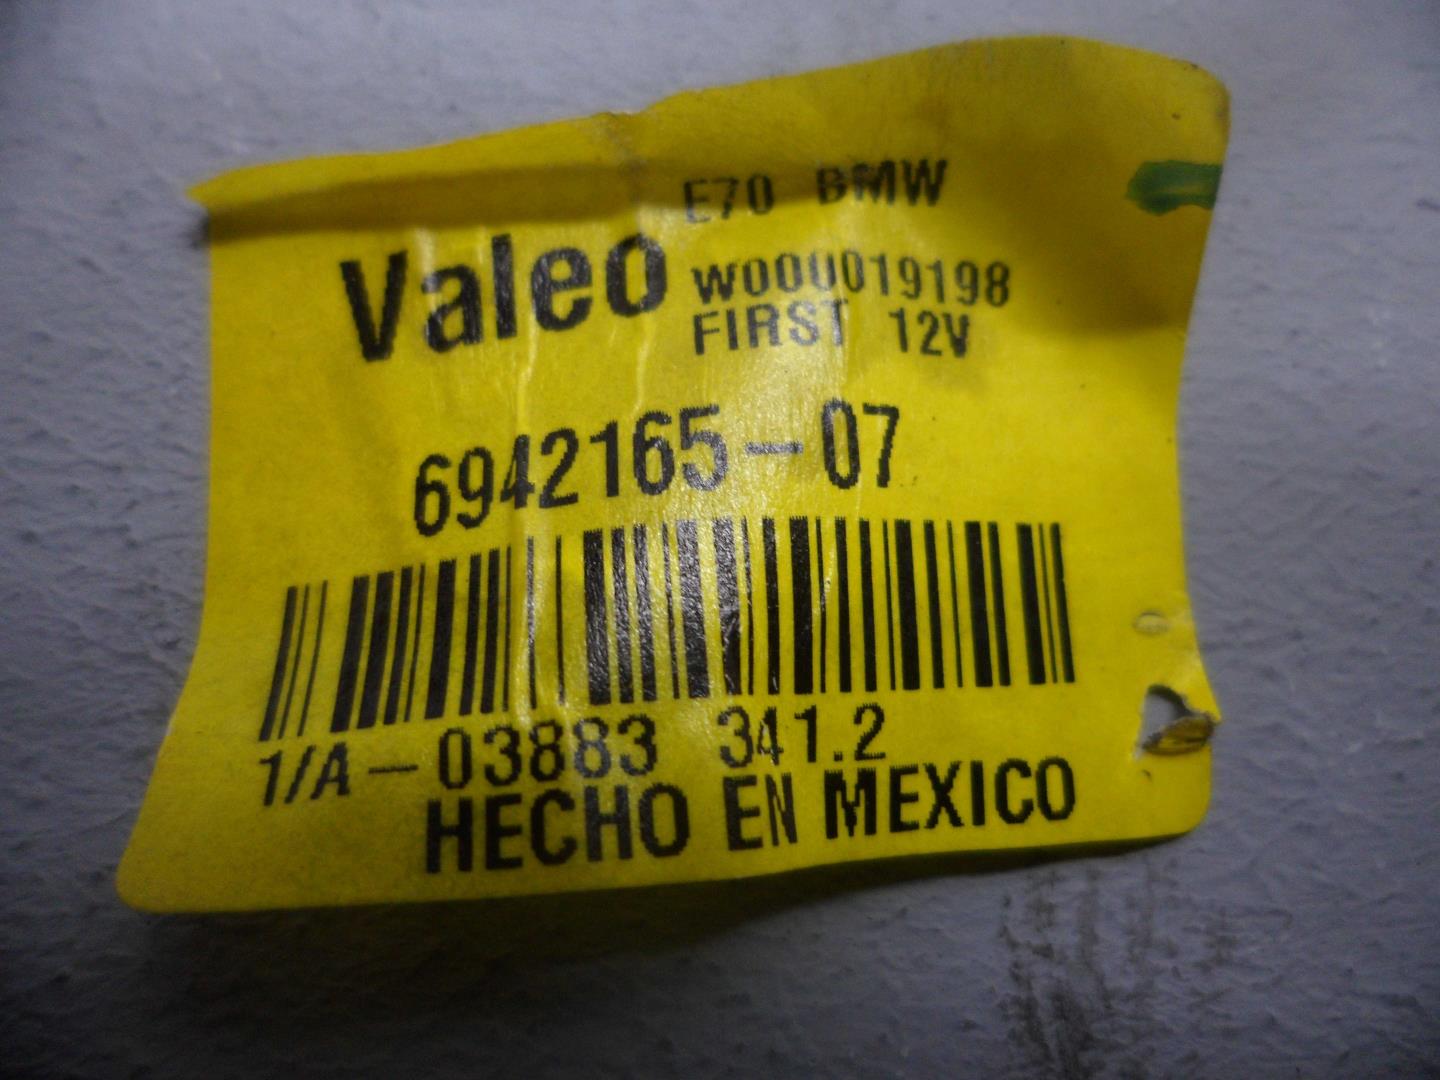 E70 BMW
Valeo W000019198
FIRST 12V
6942165-07
1/A-03883 341.2
HECHO EN MEXICO